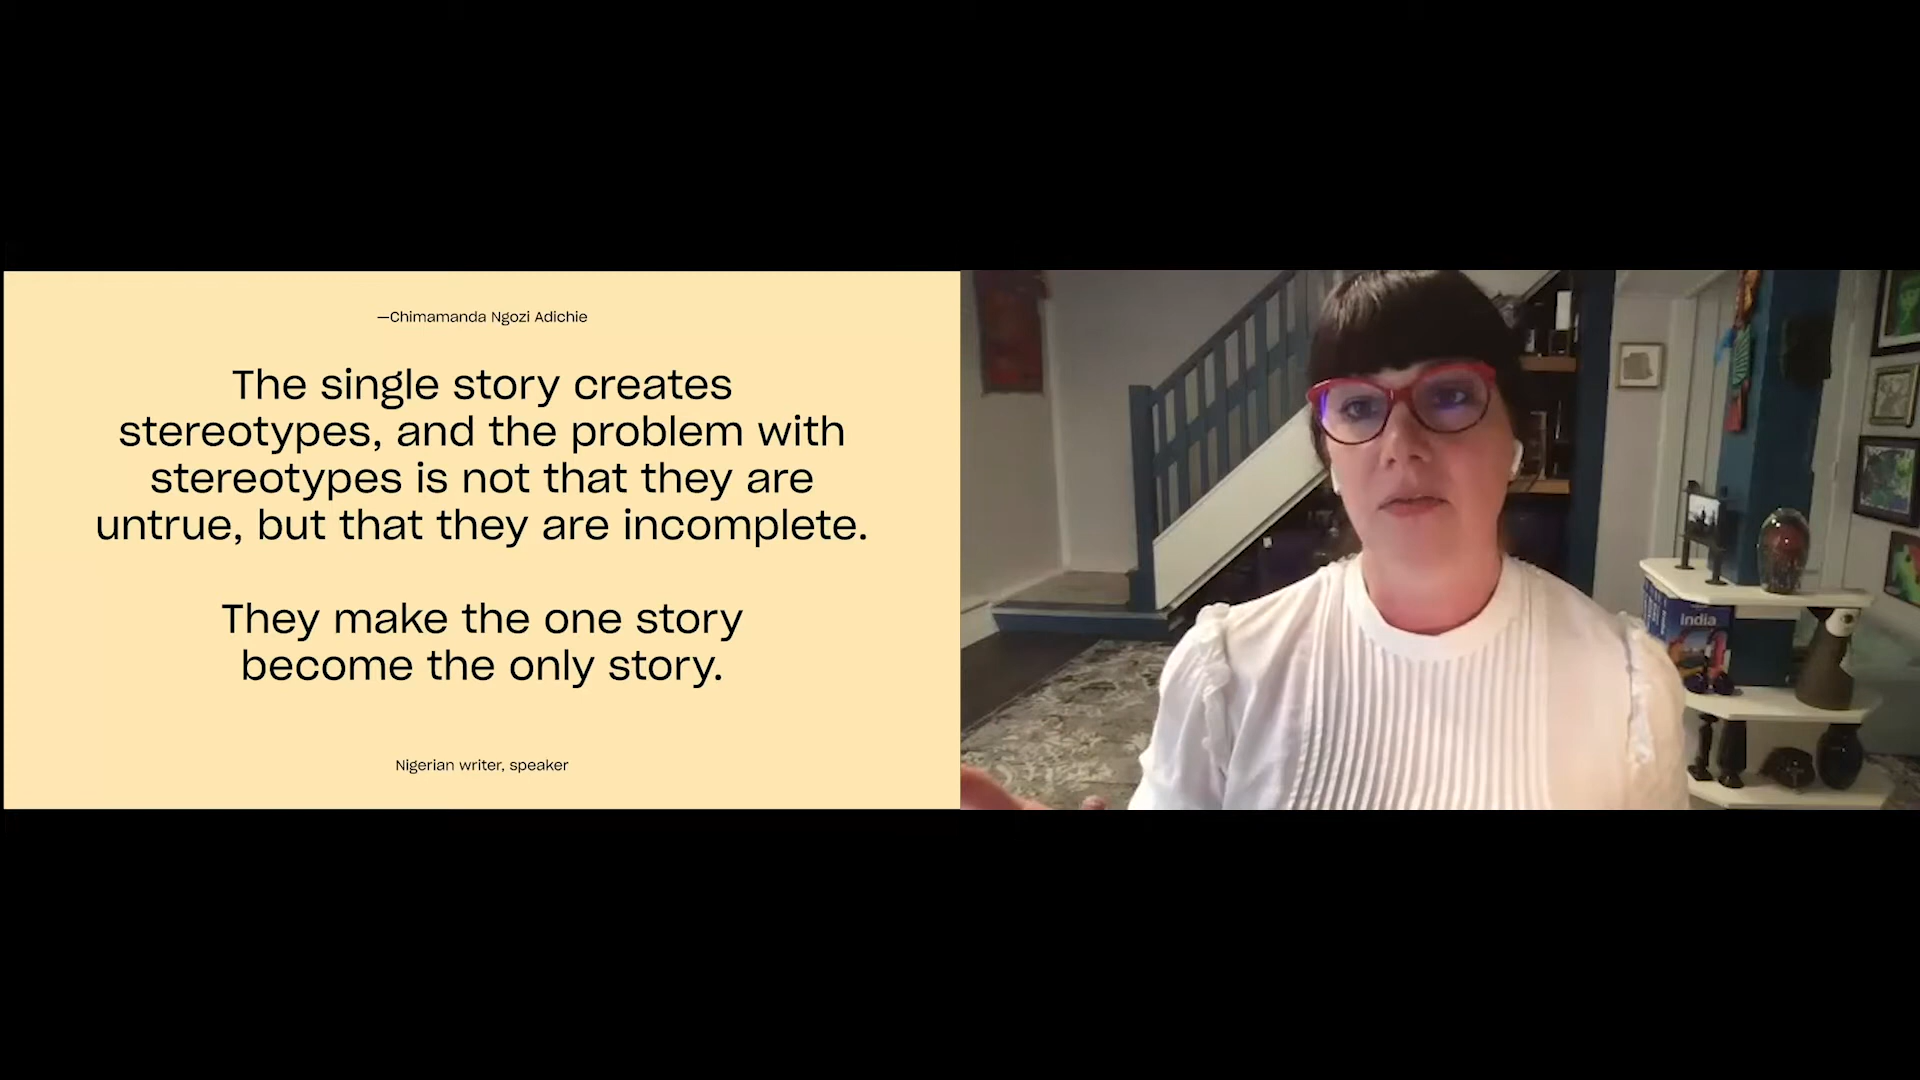 —Chimamanda Ngozi Adichie
The single story creates
stereotypes, and the problem with
stereotypes is not that they are
untrue, but that they are incomplete.
They make the one story
become the only story.
Nigerian writer, speaker
india